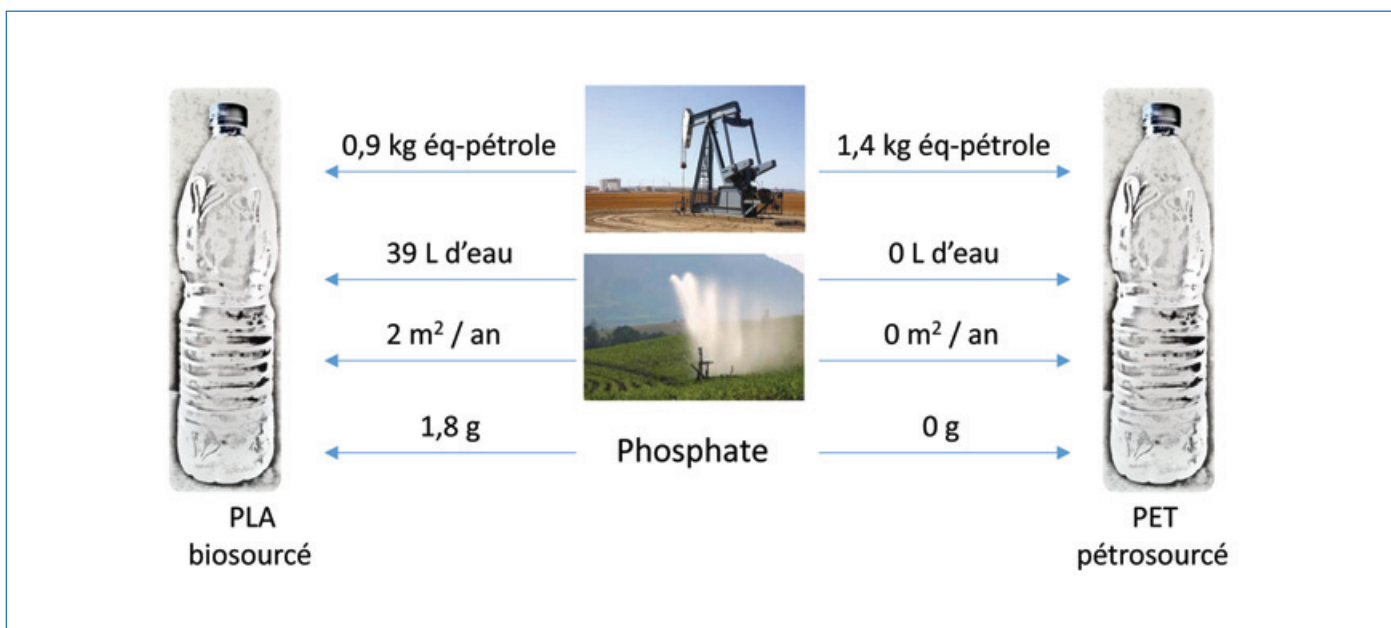 0,9 kg éq-pétrole
1,4 kg éq-pétrole
39 L d’eau
0 L d’eau
2 m² / an
0 m² / an
1,8 g
Phosphate
0 g
PLA
biosourcé
PET
pétrosourcé